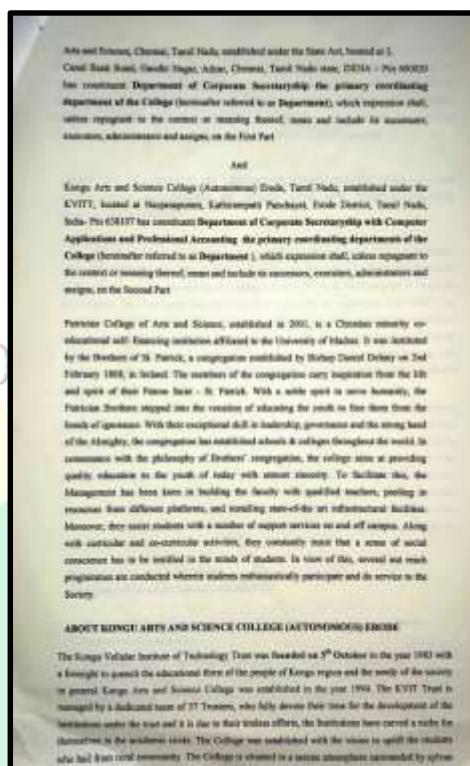 Arts and Science, Chennai, Tamil Nadu, established under the State Act, located at 3,
Canal Bank Road, Gandhi Nagar, Adyar, Chennai, Tamil Nadu state, INDIA – Pin 600020
has constituted Department of Corporate Secretaryship the primary coordinating
department of the College (hereinafter referred to as Department), which expression shall,
unless repugnant to the context or meaning thereof, mean and include its successors,
executors, administrators and assigns, on the First Part
And
Kongu Arts and Science College (Autonomous) Erode, Tamil Nadu, established under the
KVITT, located at Nanjanapuram, Kathirampatti Panchayat, Erode District, Tamil Nadu,
India- Pin 638107 has constituted Department of Corporate Secretaryship with Computer
Applications and Professional Accounting the primary coordinating departments of the
College (hereinafter referred to as Department ), which expression shall, unless repugnant to
the context or meaning thereof, mean and include its successors, executors, administrators and
assigns, on the Second Part
Patrician College of Arts and Science, established in 2001, is a Christian minority co-
educational self- financing institution affiliated to the University of Madras. It was instituted
by the Brothers of St. Patrick, a congregation established by Bishop Daniel Delany on 2nd
February 1808, in Ireland. The members of the congregation carry inspiration from the life
and spirit of their Patron Saint - St. Patrick. With a noble spirit to serve humanity, the
Patrician Brothers stepped into the vocation of educating the youth to free them from the
bonds of ignorance. With their exceptional skill in leadership, governance and the strong hand
of the Almighty, the congregation has established schools & colleges throughout the world. In
consonance with the philosophy of Brothers' congregation, the college aims at providing
quality education to the youth of today with utmost sincerity. To facilitate this, the
Management has been keen in building the faculty with qualified teachers, pooling in
resources from different platforms, and installing state-of-the art infrastructural facilities.
Moreover, they assist students with a number of support services on and off campus. Along
with curricular and co-curricular activities, they constantly insist that a sense of social
conscience has to be instilled in the minds of students. In view of this, several out reach
programmes are conducted wherein students enthusiastically participate and do service to the
Society.
ABOUT KONGU ARTS AND SCIENCE COLLEGE (AUTONOMOUS) ERODE
The Kongu Vellalar Institute of Technology Trust was founded on 5th October in the year 1983 with
a foresight to quench the educational thirst of the people of Kongu region and the needy of the society
in general Kongu Arts and Science College was established in the year 1994. The KVIT Trust is
managed by a dedicated team of 37 Trustees, who fully devote their time for the development of the
Institutions under the trust and it is due to their tireless efforts, the Institutions have carved a niche for
themselves in the academic circle. The College was established with the vision to uplift the students
who hail from rural community. The College is situated in a serene atmosphere surrounded by sylvan